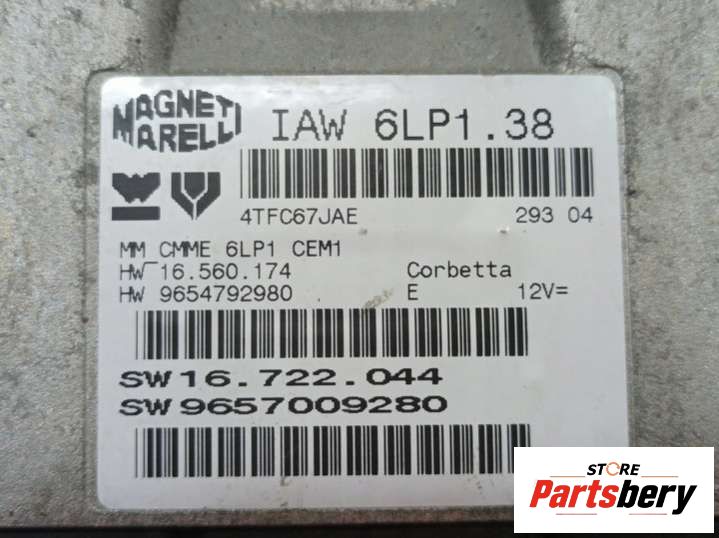 MAGNETI
MARELLI
IAW 6LP1.38
4TFC67JAE 293 04
MM CMME 6LP1 CEM1
HW 16.560.174 Corbetta
HW 9654792980 E 12V=
SW 16.722.044
SW 9657009280
STORE
Partsbery